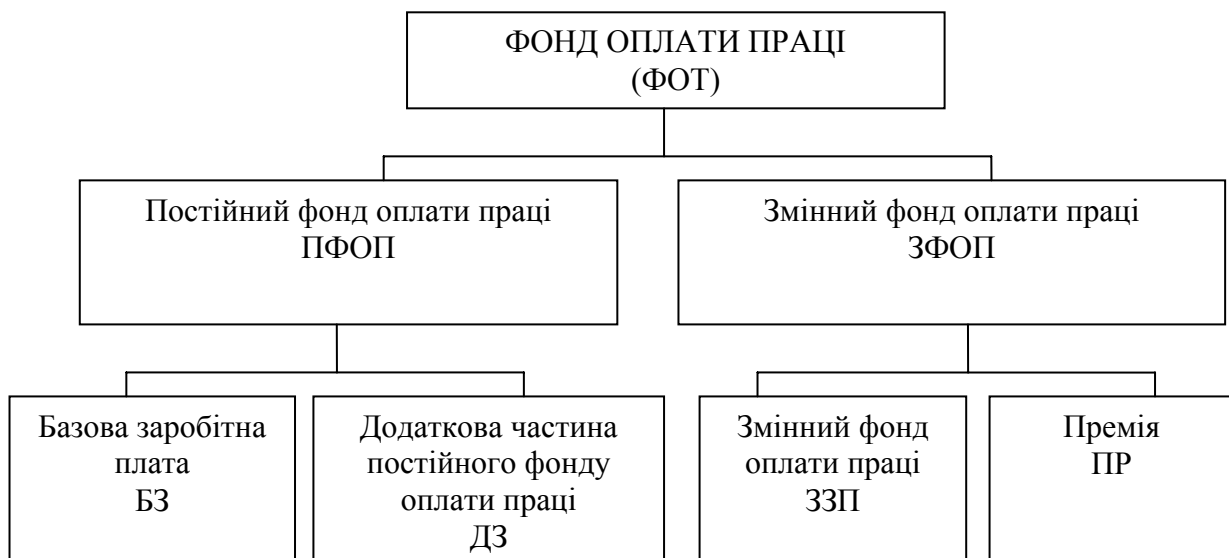 ФОНД ОПЛАТИ ПРАЦІ
(ФОТ)
Постійний фонд оплати праці
ПФОП
Змінний фонд оплати праці
ЗФОП
Базова заробітна
плата
БЗ
Додаткова частина
постійного фонду
оплати праці
ДЗ
Змінний фонд
оплати праці
ЗЗП
Премія
ПР